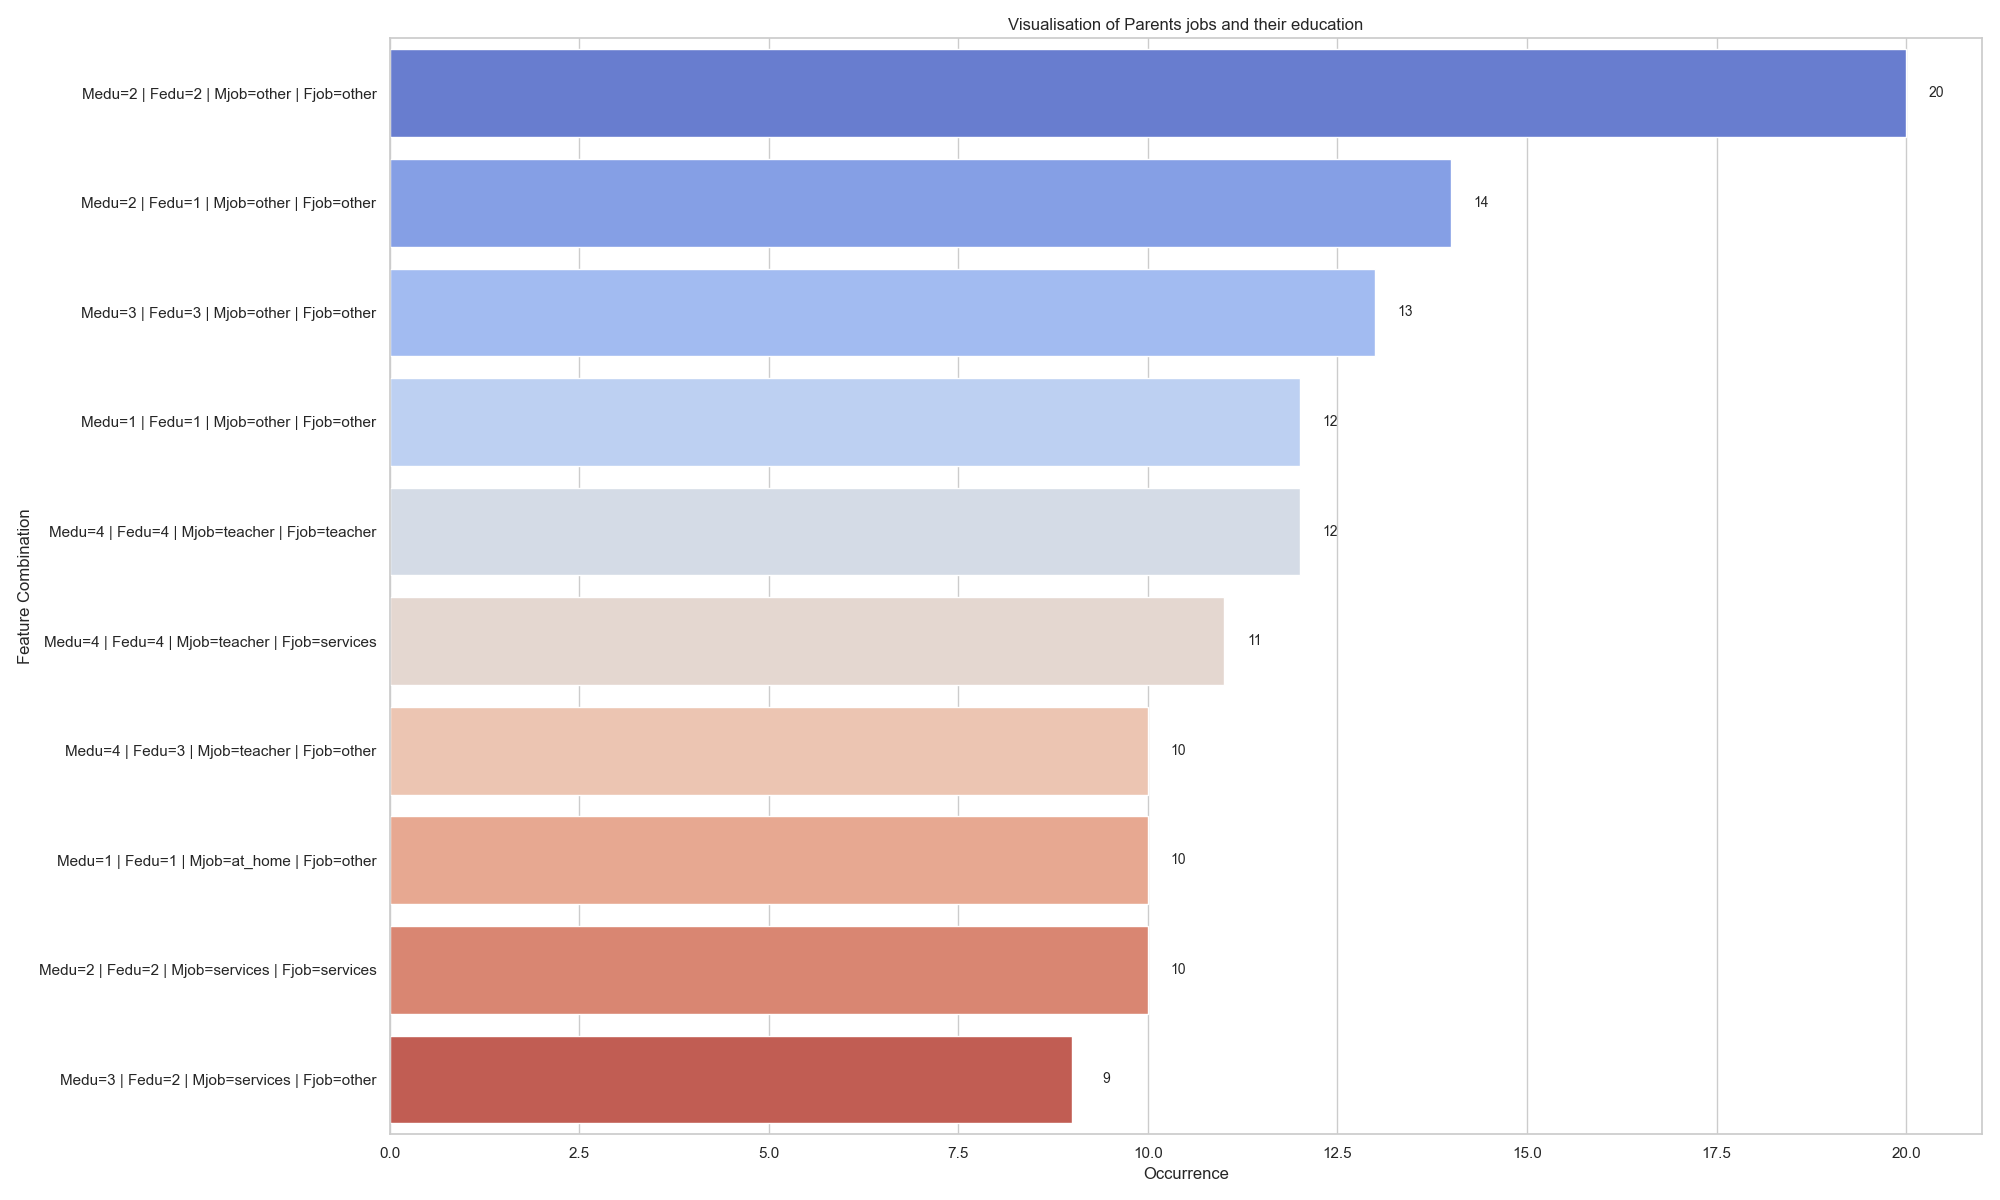 Visualisation of Parents jobs and their education
Feature Combination
Medu=2 | Fedu=2 | Mjob=other | Fjob=other
20
Medu=2 | Fedu=1 | Mjob=other | Fjob=other
14
Medu=3 | Fedu=3 | Mjob=other | Fjob=other
13
Medu=1 | Fedu=1 | Mjob=other | Fjob=other
12
Medu=4 | Fedu=4 | Mjob=teacher | Fjob=teacher
12
Medu=4 | Fedu=4 | Mjob=teacher | Fjob=services
11
Medu=4 | Fedu=3 | Mjob=teacher | Fjob=other
10
Medu=1 | Fedu=1 | Mjob=at_home | Fjob=other
10
Medu=2 | Fedu=2 | Mjob=services | Fjob=services
10
Medu=3 | Fedu=2 | Mjob=services | Fjob=other
9
0.0 2.5 5.0 7.5 10.0 12.5 15.0 17.5 20.0
Occurrence